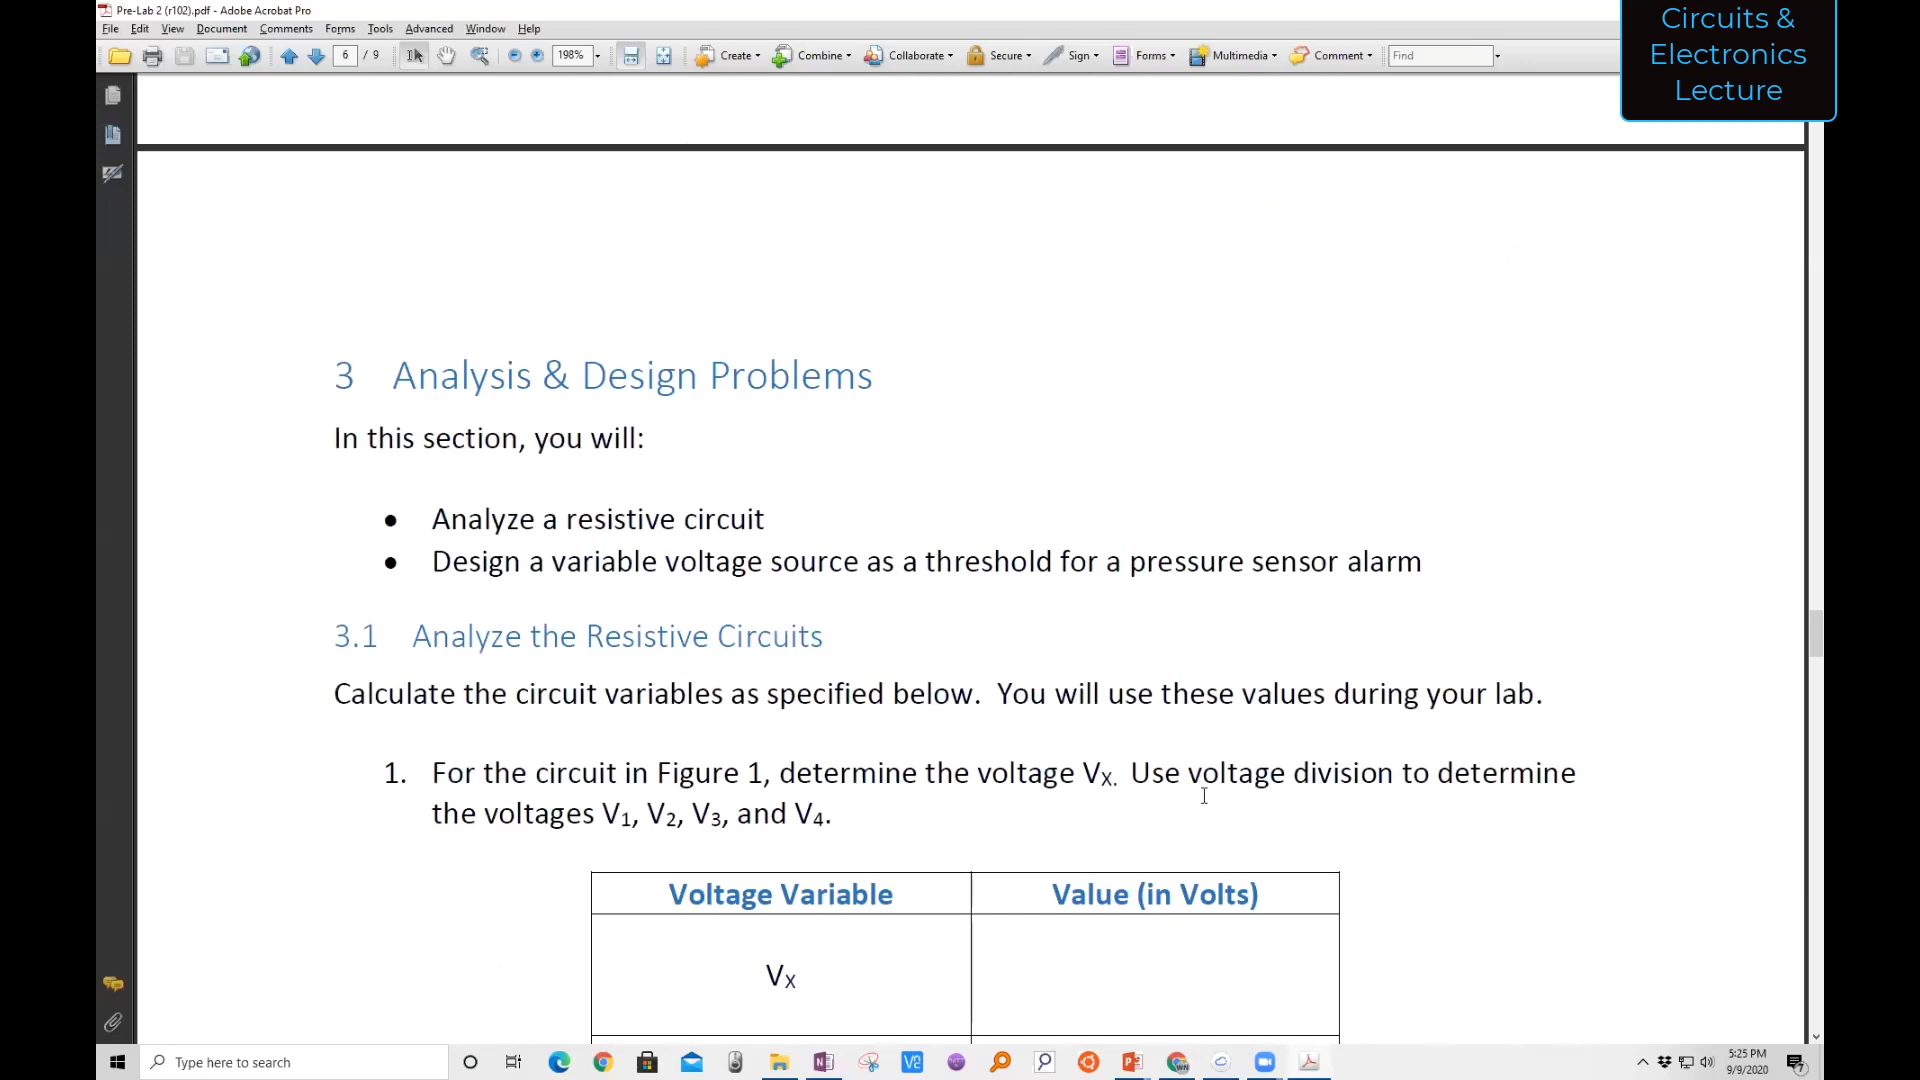 Pre-Lab 2 (r102).pdf - Adobe Acrobat Pro
File Edit View Document Comments Forms Tools Advanced Window Help
6 / 9 198% Create Combine Collaborate Secure Sign Forms Multimedia Comment Find
Circuits &
Electronics
Lecture
3 Analysis & Design Problems
In this section, you will:
• Analyze a resistive circuit
• Design a variable voltage source as a threshold for a pressure sensor alarm
3.1 Analyze the Resistive Circuits
Calculate the circuit variables as specified below. You will use these values during your lab.
1. For the circuit in Figure 1, determine the voltage VX. Use voltage division to determine
the voltages V1, V2, V3, and V4.
Voltage Variable Value (in Volts)
VX
Type here to search
5:25 PM
9/9/2020